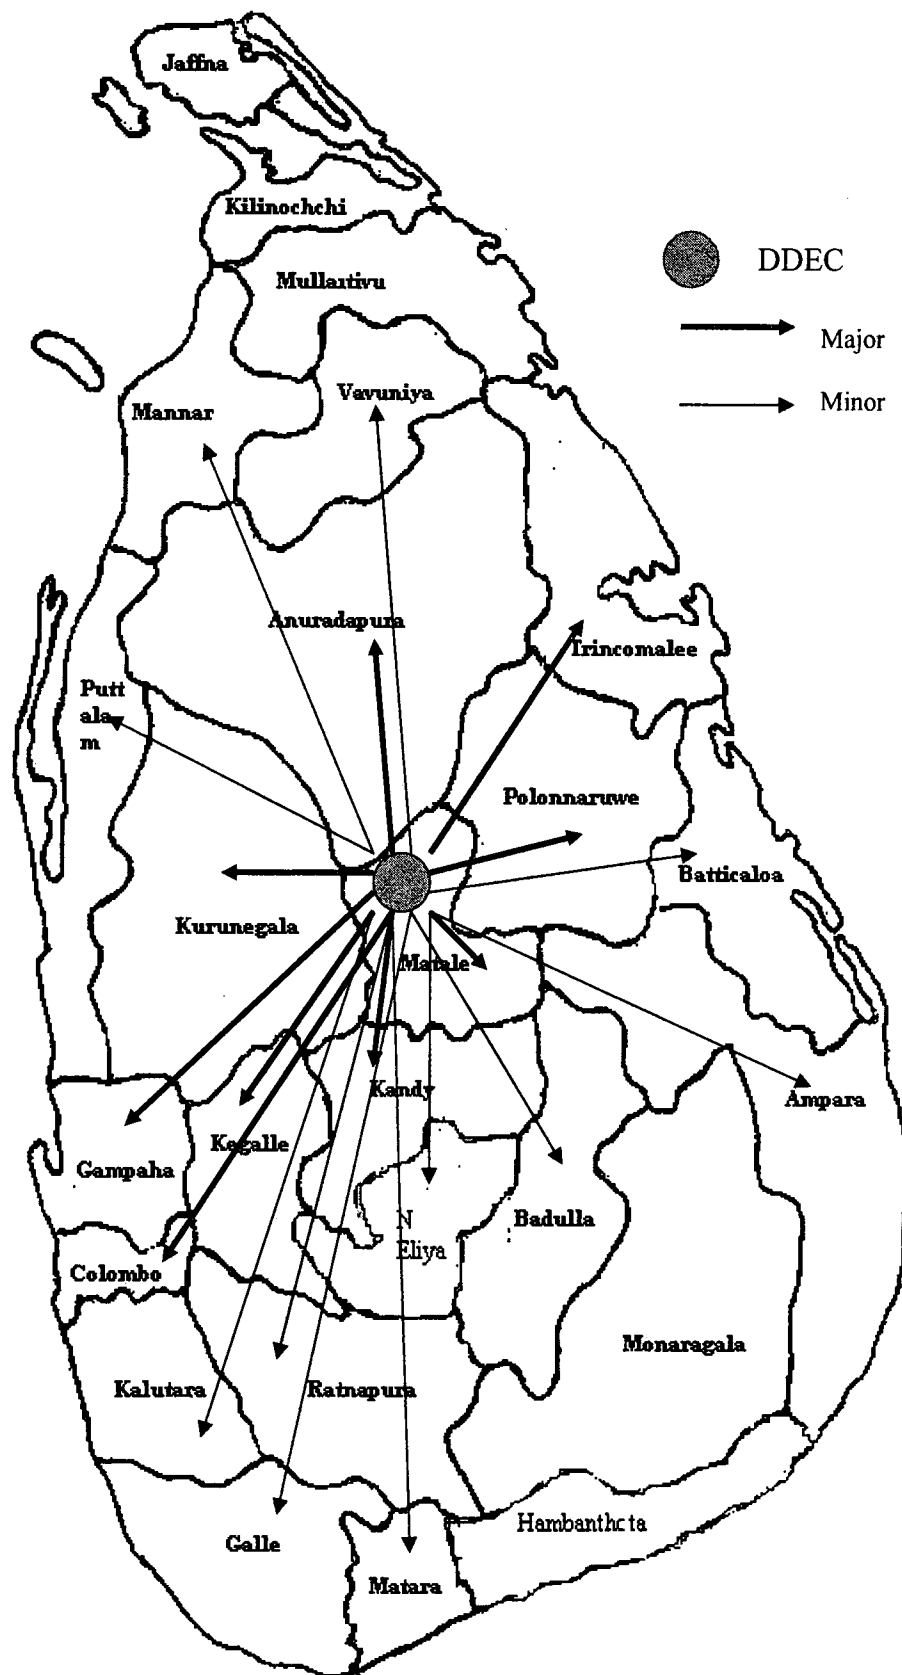 Jaffna
Kilinochchi
DDEC
Mullaitivu
Major
Vavuniya
Minor
Mannar
Anuradapura
Trincomalee
Putt
ala
m
Polonnaruwe
Batticaloa
Kurunegala
Matale
Kandy
Ampara
Kegalle
Gampaha
N
Eliya
Badulla
Colombo
Monaragala
Kalutara
Ratnapura
Hambanthota
Galle
Matara